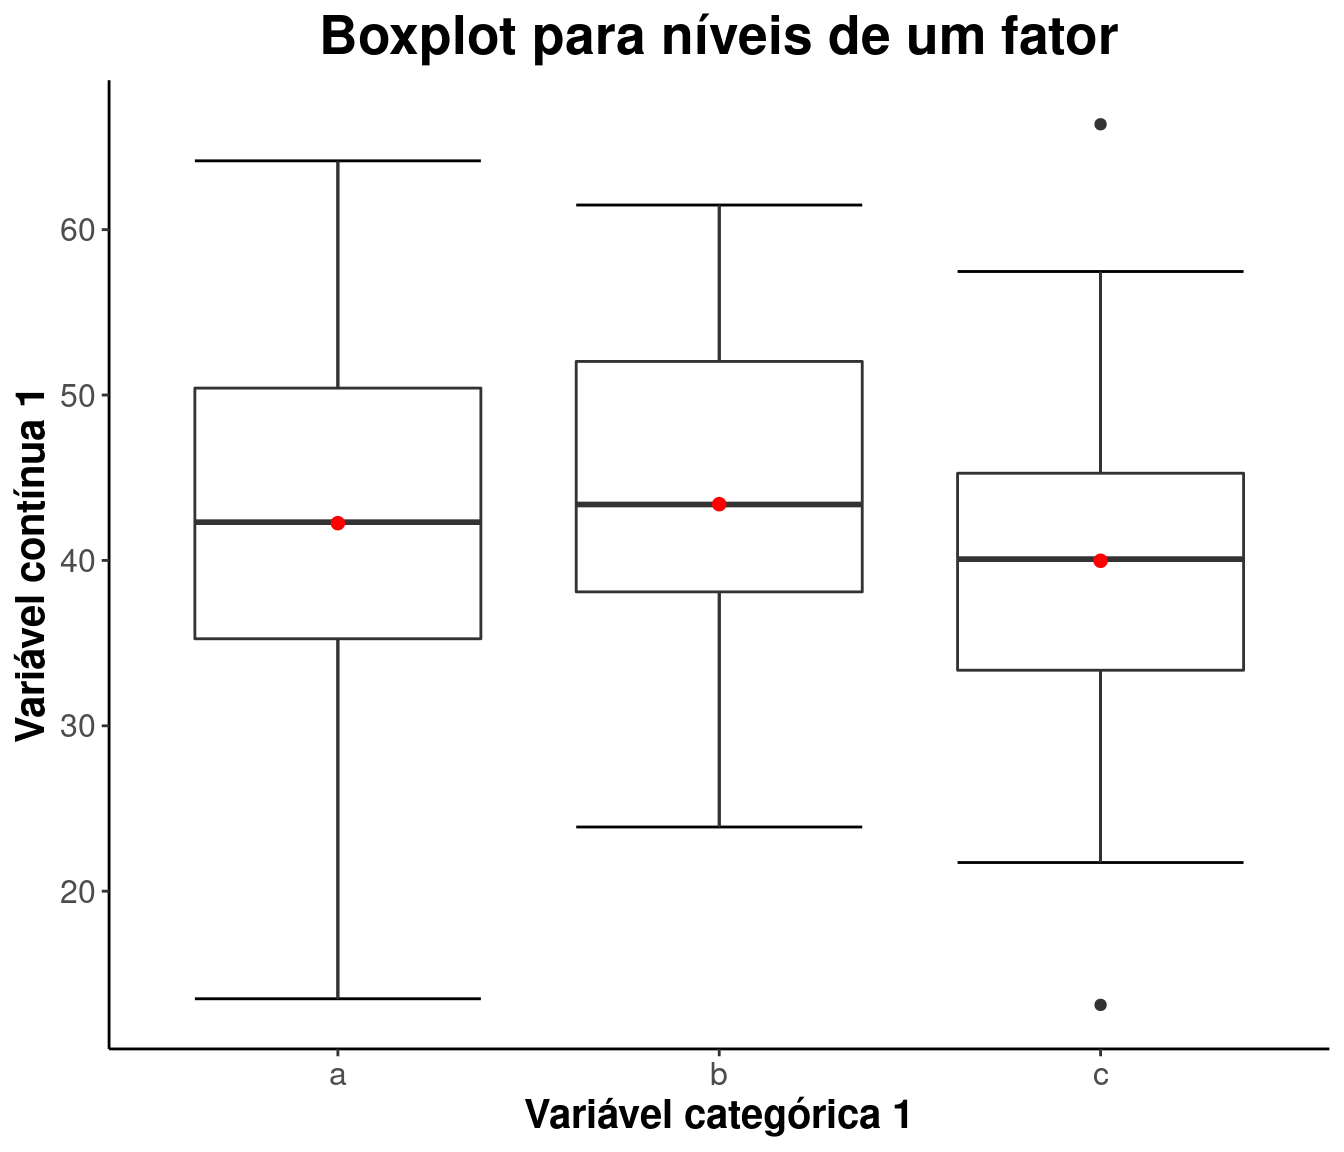 Boxplot para níveis de um fator
Variável contínua 1
60
50
40
30
20
a
b
c
Variável categórica 1